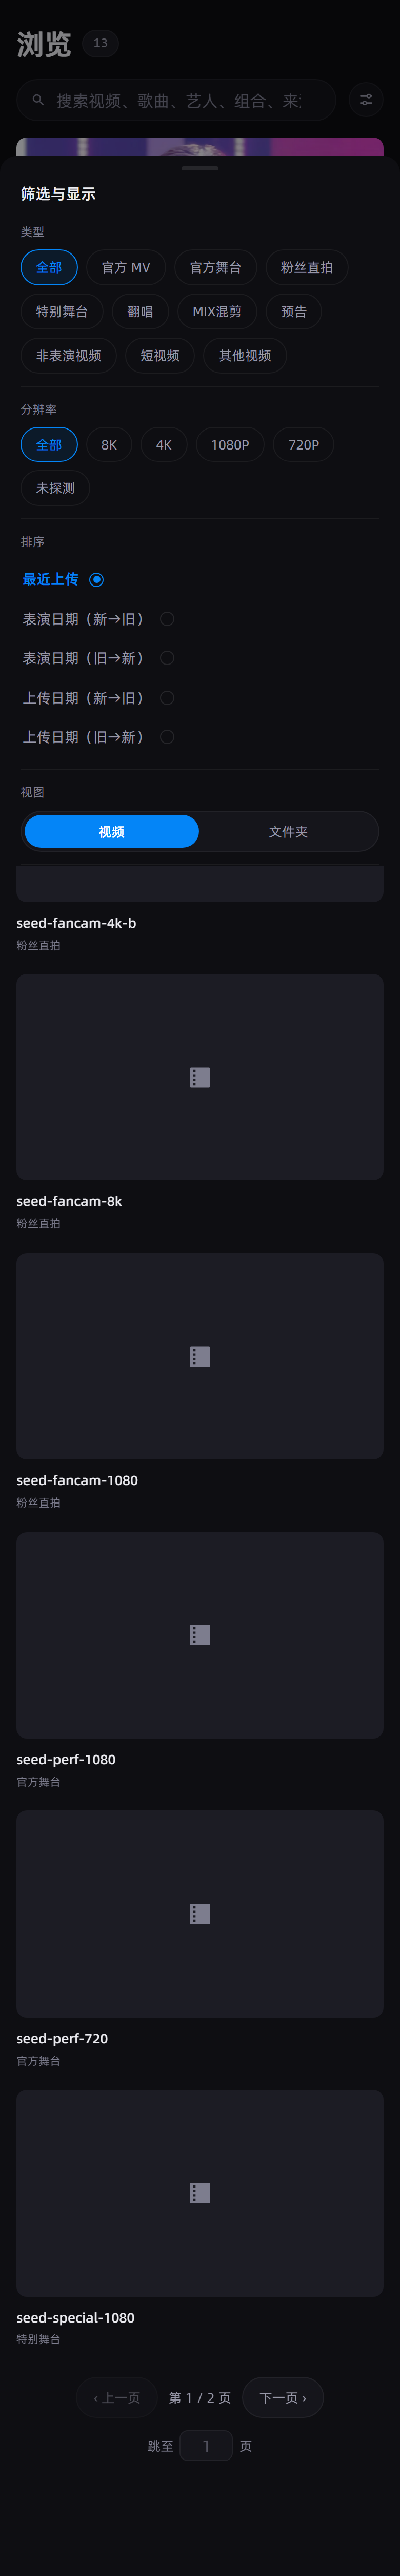 浏览 13
搜索视频、歌曲、艺人、组合、来
筛选与显示
类型
全部 官方 MV 官方舞台 粉丝直拍
特别舞台 翻唱 MIX混剪 预告
非表演视频 短视频 其他视频
分辨率
全部 8K 4K 1080P 720P
未探测
排序
最近上传
表演日期（新→旧）
表演日期（旧→新）
上传日期（新→旧）
上传日期（旧→新）
视图
视频 文件夹
seed-fancam-4k-b
粉丝直拍
seed-fancam-8k
粉丝直拍
seed-fancam-1080
粉丝直拍
seed-perf-1080
官方舞台
seed-perf-720
官方舞台
seed-special-1080
特别舞台
‹ 上一页 第 1 / 2 页 下一页 ›
跳至 1 页